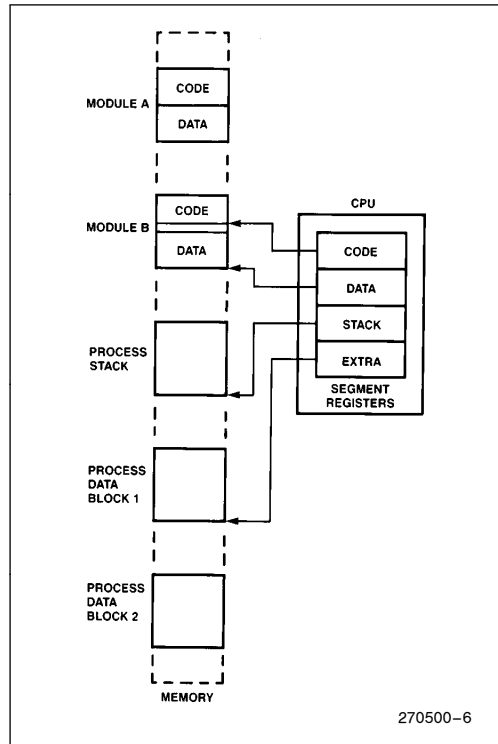 CODE
MODULE A
DATA
CPU
CODE
MODULE B
DATA
CODE
DATA
STACK
EXTRA
SEGMENT
REGISTERS
PROCESS
STACK
PROCESS
DATA
BLOCK 1
PROCESS
DATA
BLOCK 2
MEMORY
270500–6